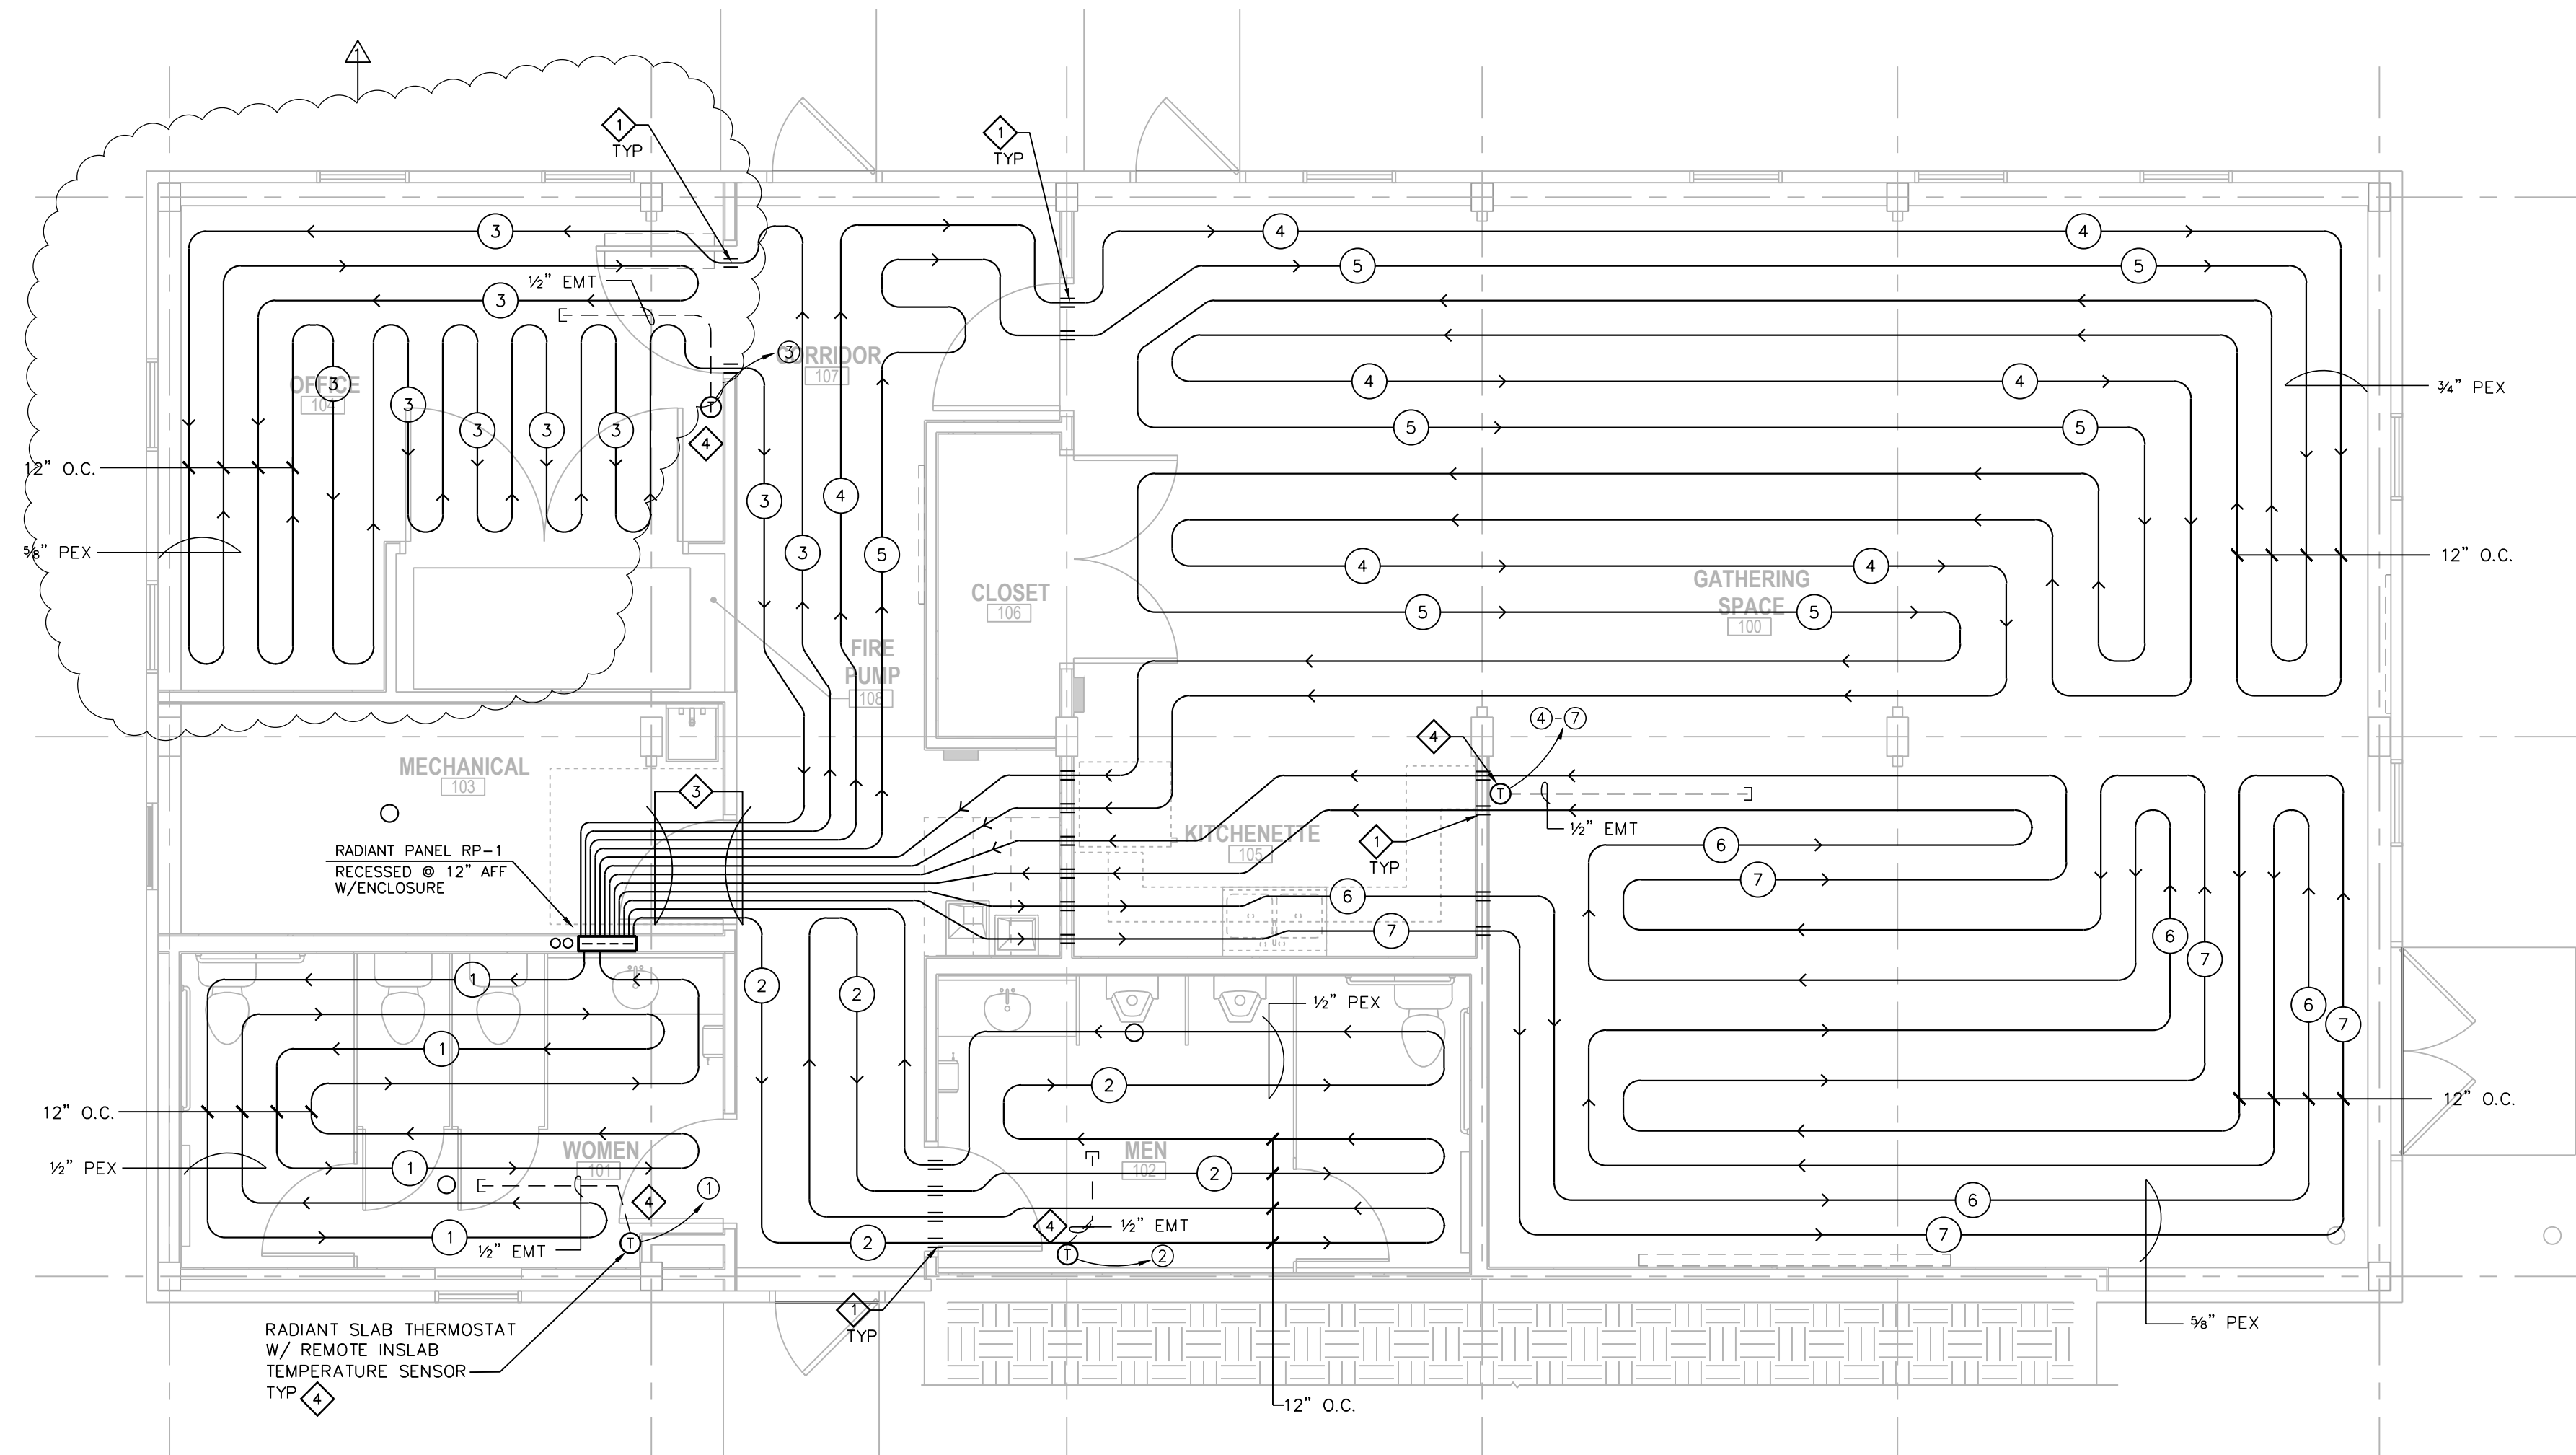 1
1
TYP
1
TYP
3
4
4
5
5
½" EMT
3
3
CORRIDOR
107
OFFICE
104
3
3
3
3
3
T
4
4
4
¾" PEX
5
5
12" O.C.
3
4
⅝" PEX
3
5
12" O.C.
4
4
CLOSET
106
GATHERING
SPACE
100
5
5
FIRE
PUMP
108
4
4-7
MECHANICAL
103
3
T
½" EMT
KITCHENETTE
105
1
TYP
6
7
RADIANT PANEL RP-1
RECESSED @ 12" AFF
W/ENCLOSURE
6
7
6
7
1
2
2
½" PEX
6
7
1
2
12" O.C.
12" O.C.
WOMEN
101
MEN
102
½" PEX
1
2
4
1
6
4
½" EMT
1
½" EMT
T
2
T
2
7
1
TYP
⅝" PEX
RADIANT SLAB THERMOSTAT
W/ REMOTE INSLAB
TEMPERATURE SENSOR
TYP 4
12" O.C.